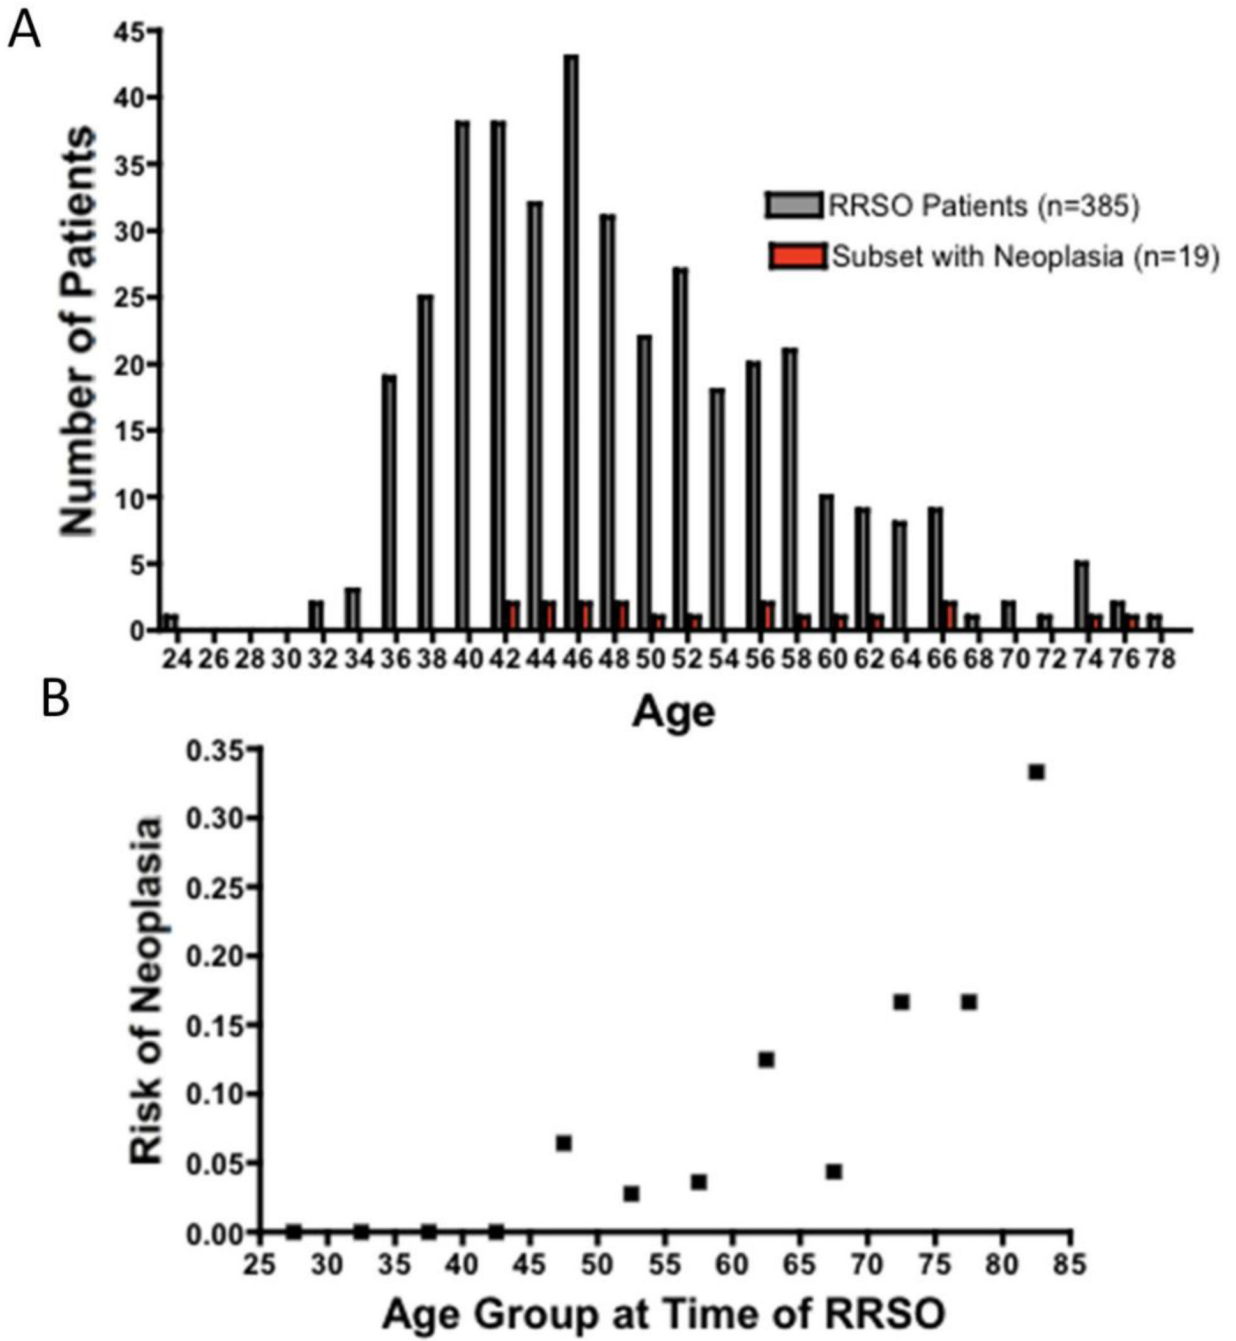 A
Number of Patients
45
40
35
30
25
20
15
10
5
0
RRSO Patients (n=385)
Subset with Neoplasia (n=19)
24 26 28 30 32 34 36 38 40 42 44 46 48 50 52 54 56 58 60 62 64 66 68 70 72 74 76 78
Age
B
Risk of Neoplasia
0.35
0.30
0.25
0.20
0.15
0.10
0.05
0.00
25 30 35 40 45 50 55 60 65 70 75 80 85
Age Group at Time of RRSO